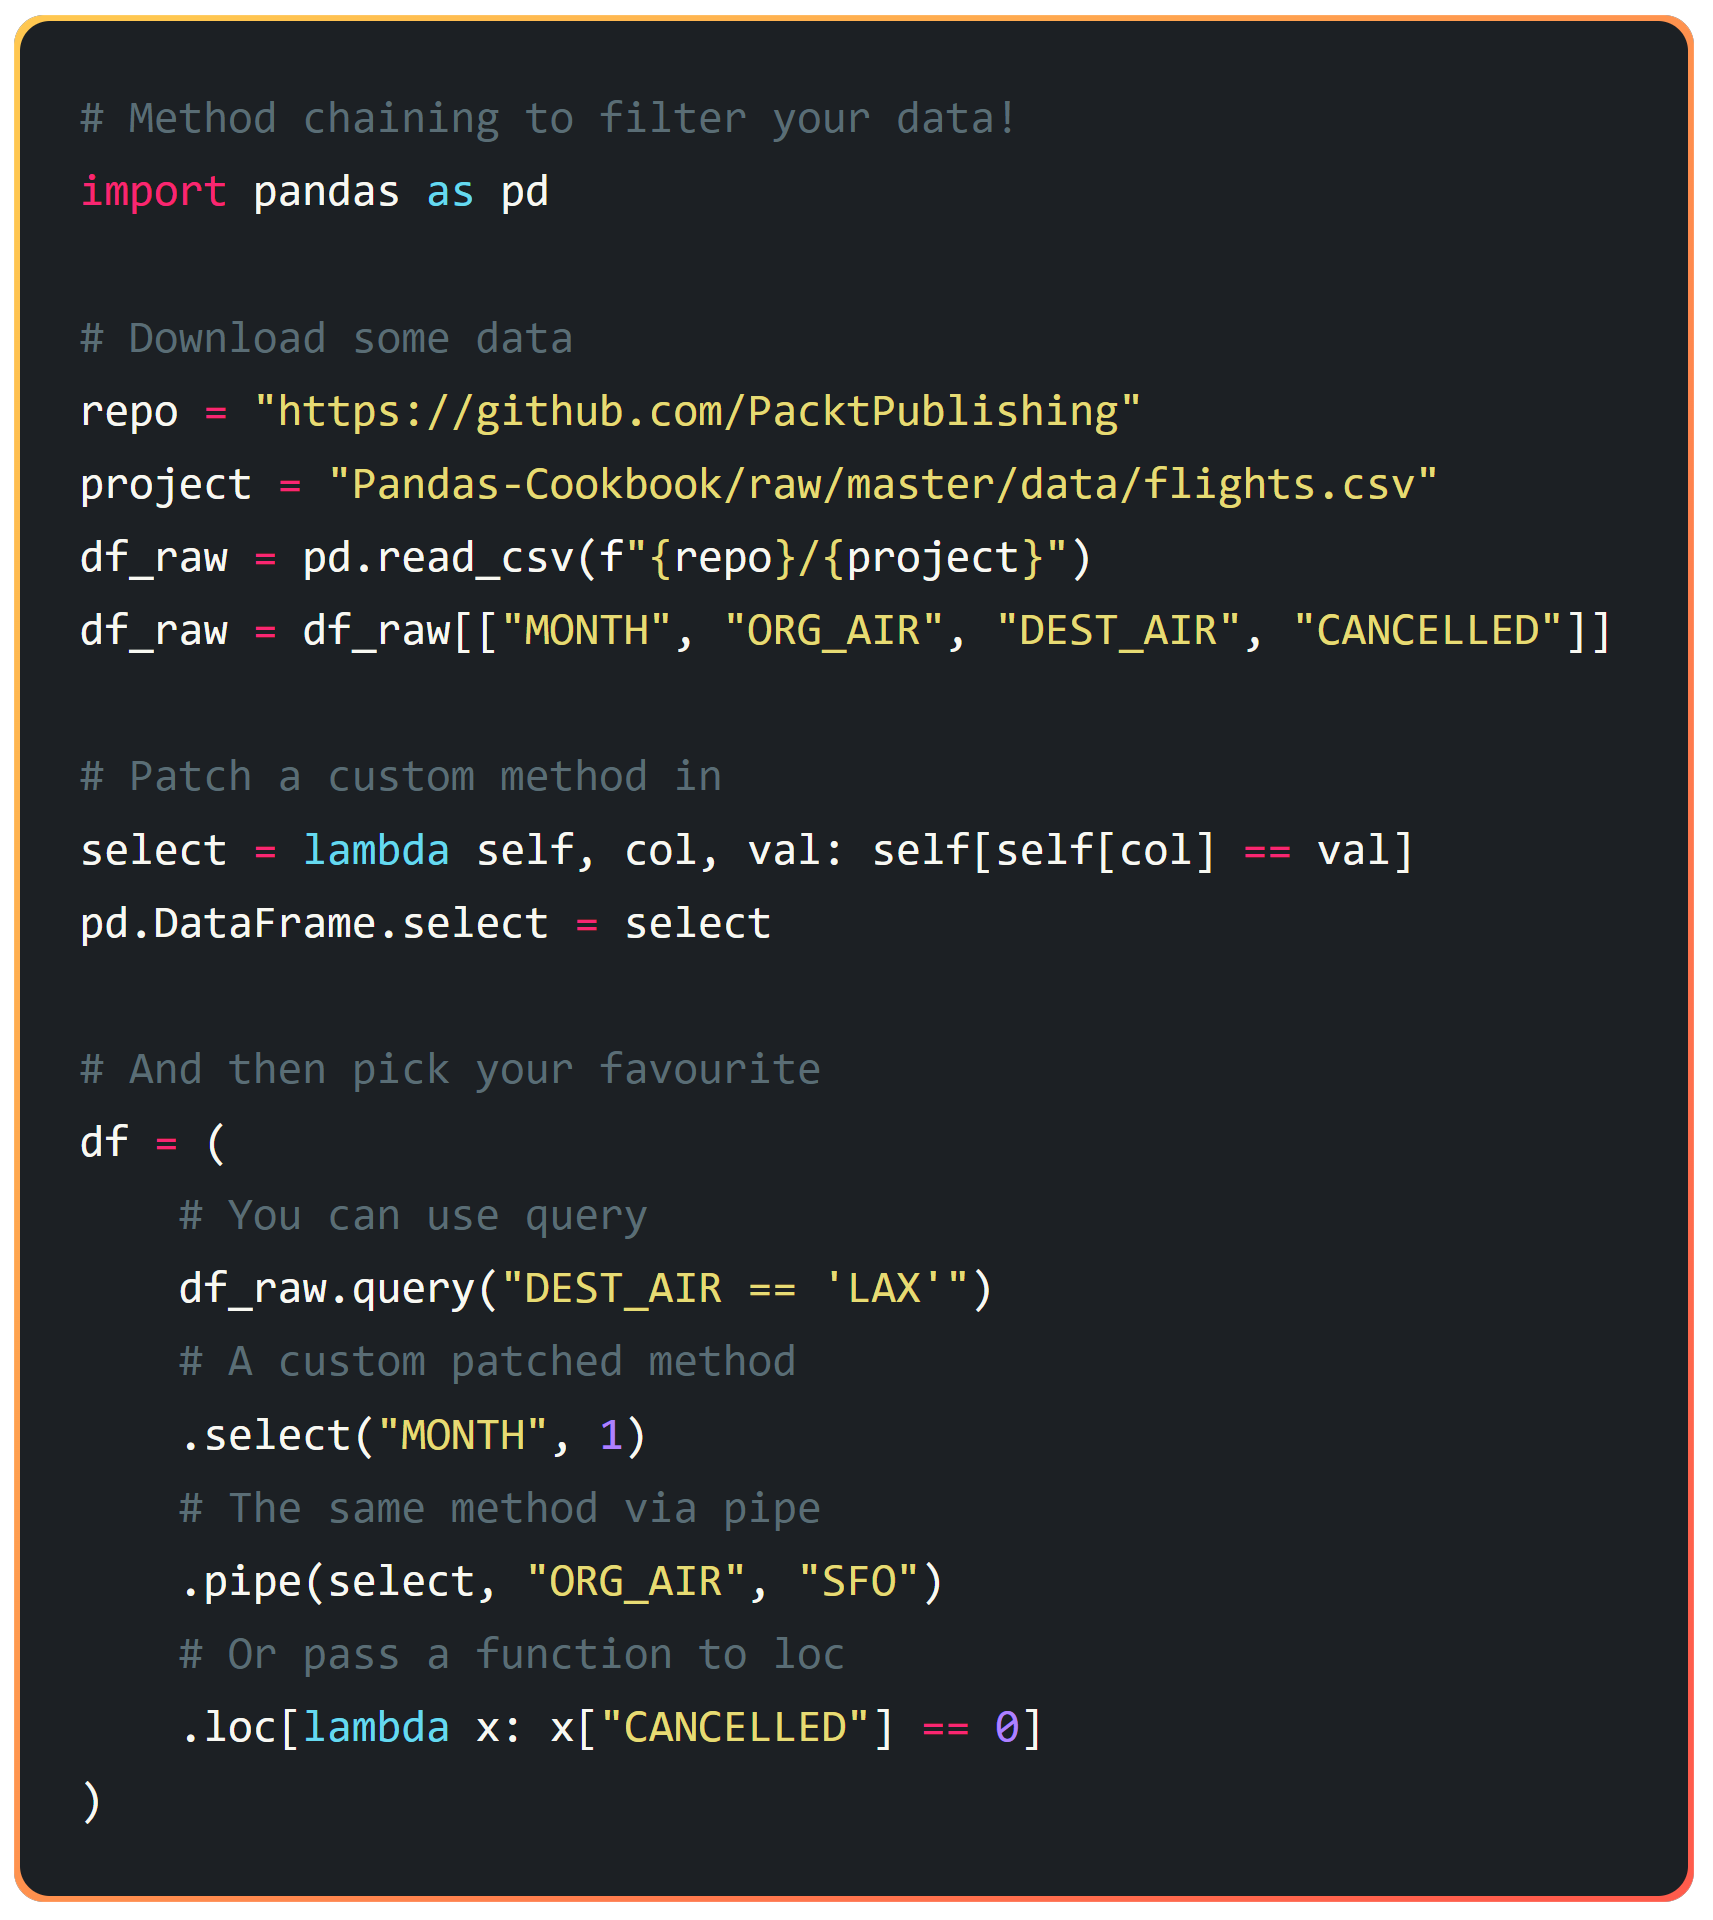 # Method chaining to filter your data!
import pandas as pd
# Download some data
repo = "https://github.com/PacktPublishing"
project = "Pandas-Cookbook/raw/master/data/flights.csv"
df_raw = pd.read_csv(f"{repo}/{project}")
df_raw = df_raw[["MONTH", "ORG_AIR", "DEST_AIR", "CANCELLED"]]
# Patch a custom method in
select = lambda self, col, val: self[self[col] == val]
pd.DataFrame.select = select
# And then pick your favourite
df = (
    # You can use query
    df_raw.query("DEST_AIR == 'LAX'")
    # A custom patched method
    .select("MONTH", 1)
    # The same method via pipe
    .pipe(select, "ORG_AIR", "SFO")
    # Or pass a function to loc
    .loc[lambda x: x["CANCELLED"] == 0]
)